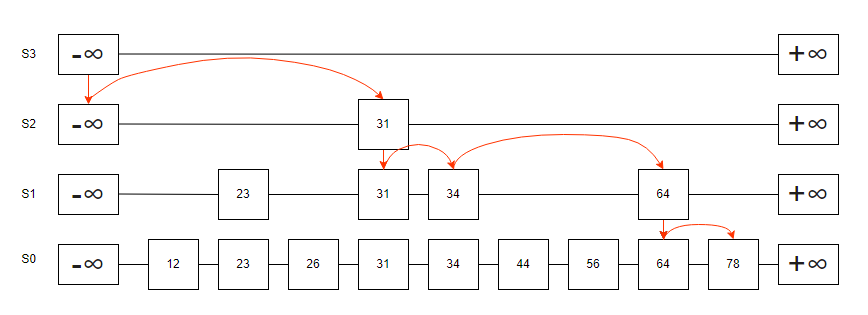 S3 -∞ +∞
S2 -∞ 31 +∞
S1 -∞ 23 31 34 64 +∞
S0 -∞ 12 23 26 31 34 44 56 64 78 +∞